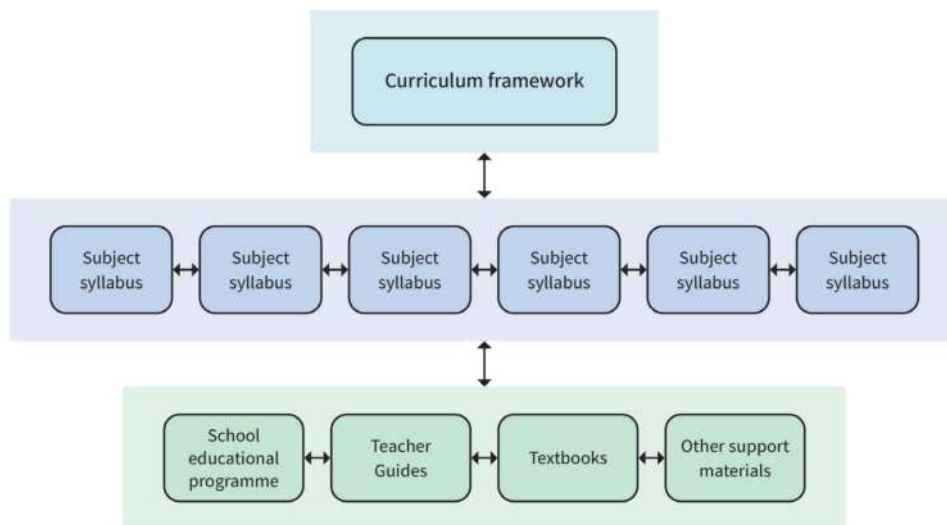 Curriculum framework
Subject
syllabus
Subject
syllabus
Subject
syllabus
Subject
syllabus
Subject
syllabus
Subject
syllabus
School
educational
programme
Teacher
Guides
Textbooks
Other support
materials